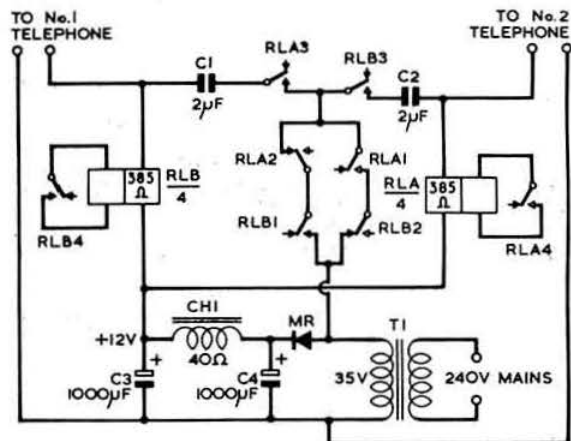 TO No.1
TELEPHONE
TO No.2
TELEPHONE
C1
2μF
RLA3
RLB3
C2
2μF
RLB4
385
Ω
RLB
4
RLA2
RLA1
RLB1
RLB2
RLA
4
385
Ω
RLA4
+12V
CH1
40Ω
MR
T1
C3
+
1000μF
C4
+
1000μF
35V
240V MAINS